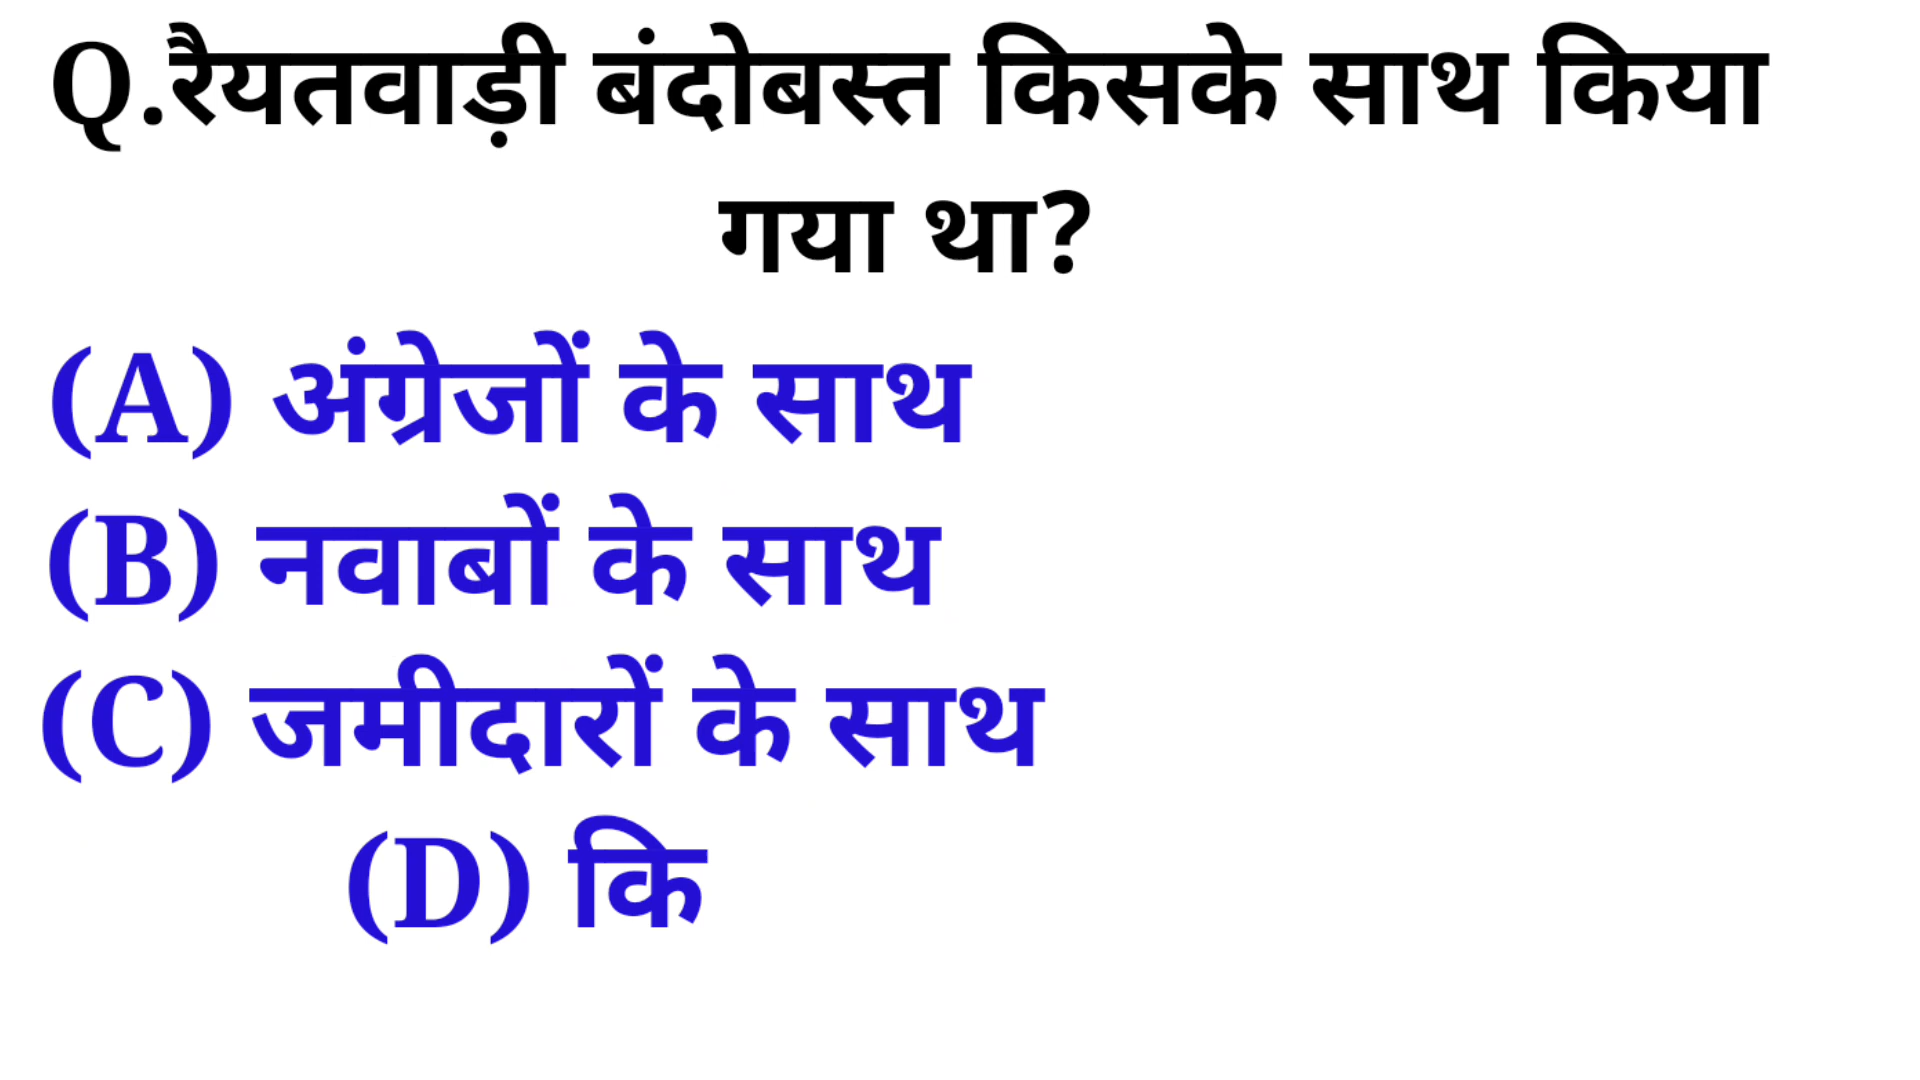 Q.रैयतवाड़ी बंदोबस्त किसके साथ किया
गया था?
(A) अंग्रेजों के साथ
(B) नवाबों के साथ
(C) जमीदारों के साथ
(D) कि